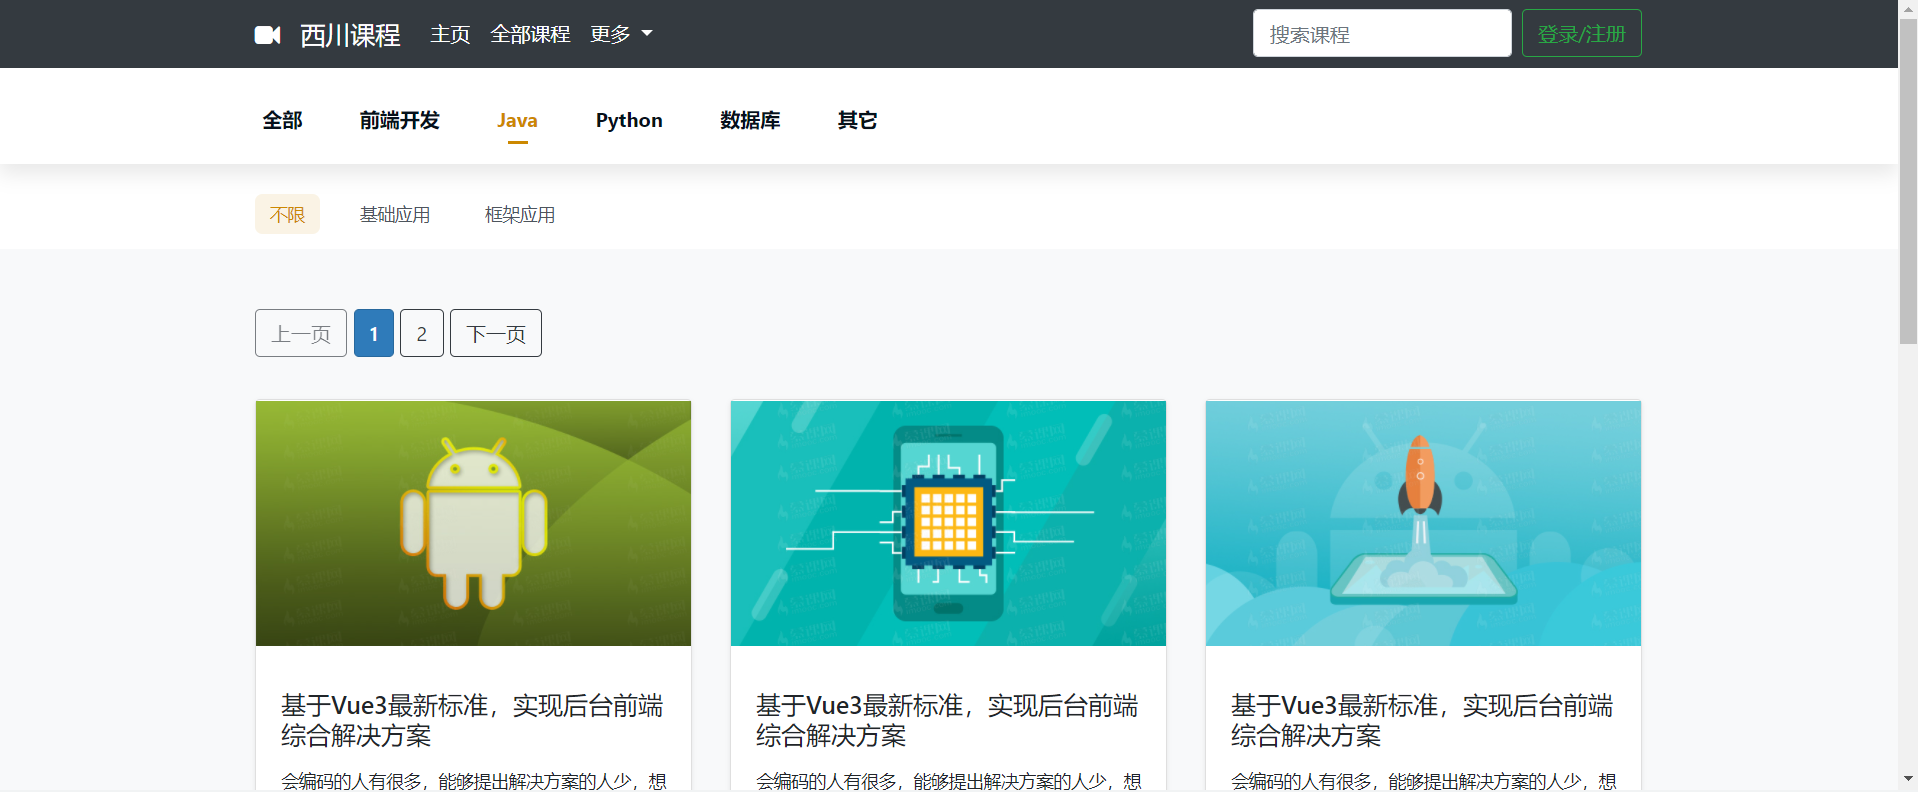 西川课程 主页 全部课程 更多 搜索课程 登录/注册
全部 前端开发 Java Python 数据库 其它
不限 基础应用 框架应用
上一页 1 2 下一页
基于Vue3最新标准，实现后台前端
综合解决方案
会编码的人有很多，能够提出解决方案的人少，想
基于Vue3最新标准，实现后台前端
综合解决方案
会编码的人有很多，能够提出解决方案的人少，想
基于Vue3最新标准，实现后台前端
综合解决方案
会编码的人有很多，能够提出解决方案的人少，想